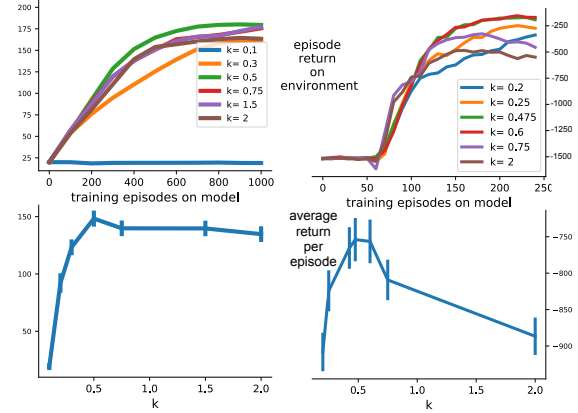 200
175
150
125
100
75
50
25
k= 0,1
k= 0.3
k= 0.5
k= 0.75
k= 1.5
k= 2
0 200 400 600 800 1000
training episodes on model
episode
return
on
environment
k= 0.2
k= 0.25
k= 0.475
k= 0.6
k= 0.75
k= 2
−250
−500
−750
−1000
−1250
−1500
0 50 100 150 200 250
training episodes on model
150
100
50
0.5 1.0 1.5 2.0
k
average
return
per
episode
−750
−800
−850
−900
0.5 1.0 1.5 2.0
k